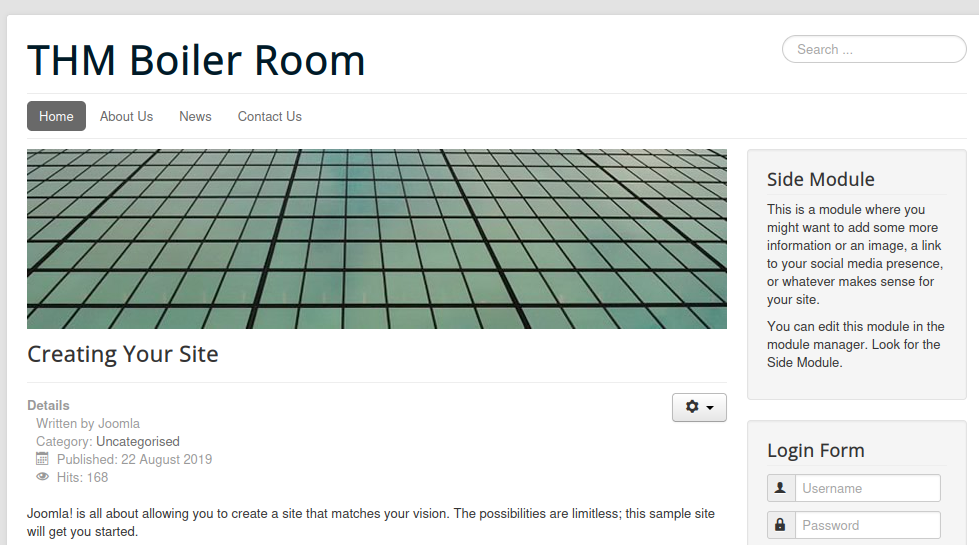 THM Boiler Room
Search ...
Home About Us News Contact Us
Creating Your Site
Details
Written by Joomla
Category: Uncategorised
Published: 22 August 2019
Hits: 168
Joomla! is all about allowing you to create a site that matches your vision. The possibilities are limitless; this sample site
will get you started.
Side Module
This is a module where you
might want to add some more
information or an image, a link
to your social media presence,
or whatever makes sense for
your site.
You can edit this module in the
module manager. Look for the
Side Module.
Login Form
Username
Password